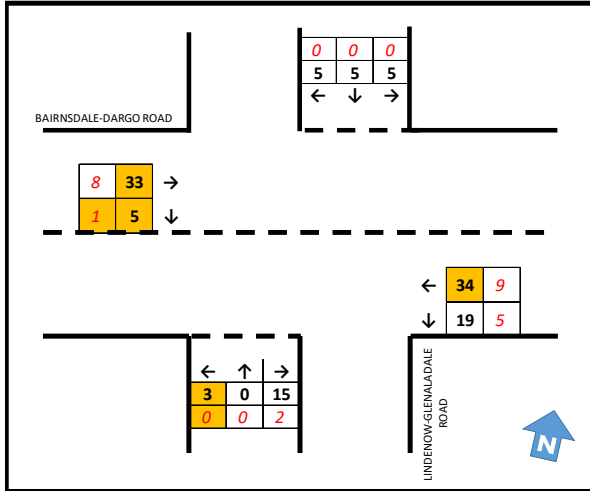 0 0 0
5 5 5
← ↓ →
BAIRNSDALE-DARGO ROAD
8 33 →
1 5 ↓
← 34 9
↓ 19 5
← ↑ →
3 0 15
0 0 2
LINDENOW-GLENALADALE
ROAD
N